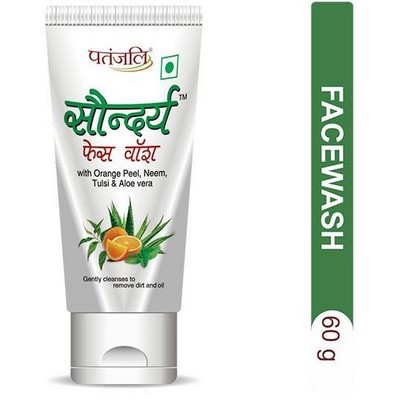 पतंजलि
सौन्दर्य™
फेस वॉश
with Orange Peel, Neem,
Tulsi & Aloe vera
Gently cleanses to
remove dirt and oil
FACEWASH
60 g